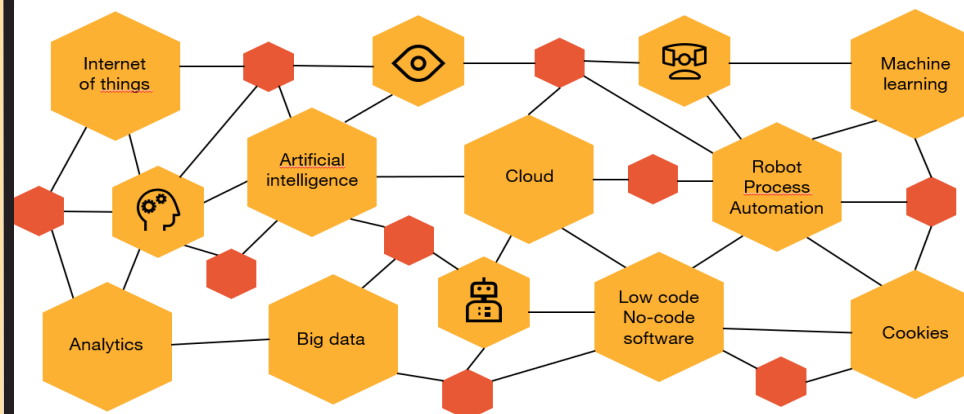 Internet
of things
Machine
learning
Artificial
intelligence
Cloud
Robot
Process
Automation
Analytics
Big data
Low code
No-code
software
Cookies